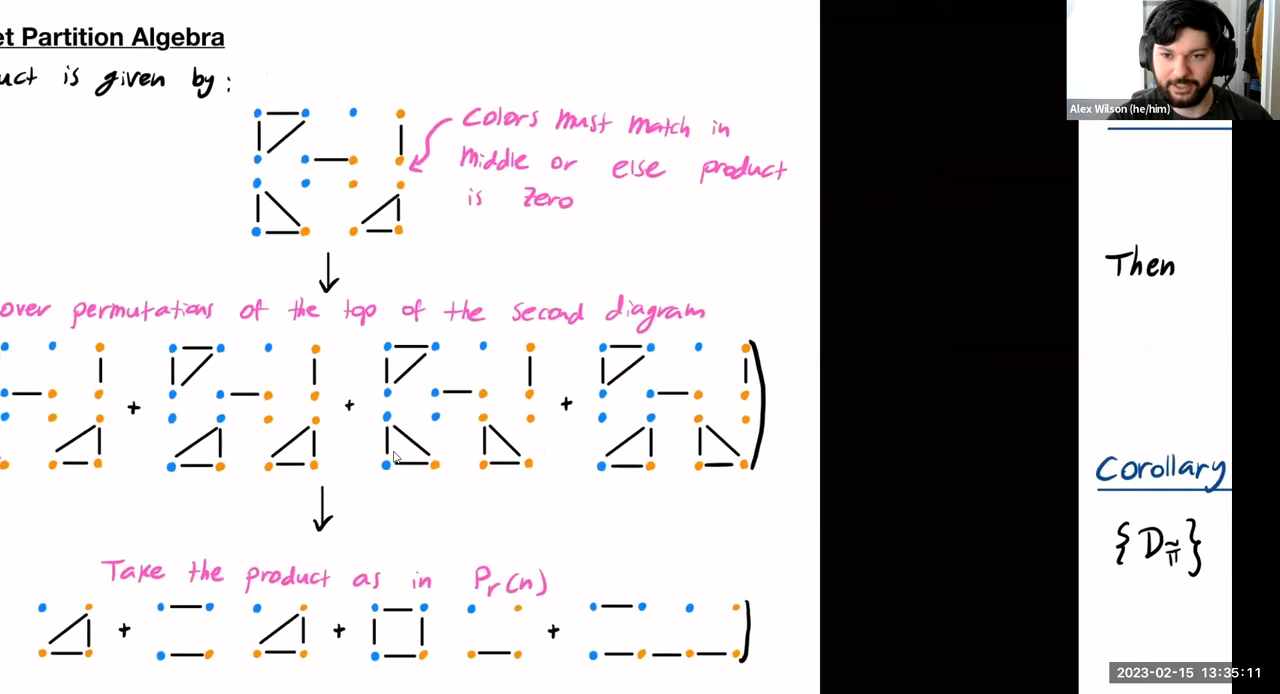 et Partition Algebra
uct is given by:
Colors must match in
middle or else product
is zero
over permutations of the top of the second diagram
+ + +
Take the product as in Pr(n)
+ + +
Alex Wilson (he/him)
Then
Corollary
{D_π̃}
2023-02-15 13:35:11